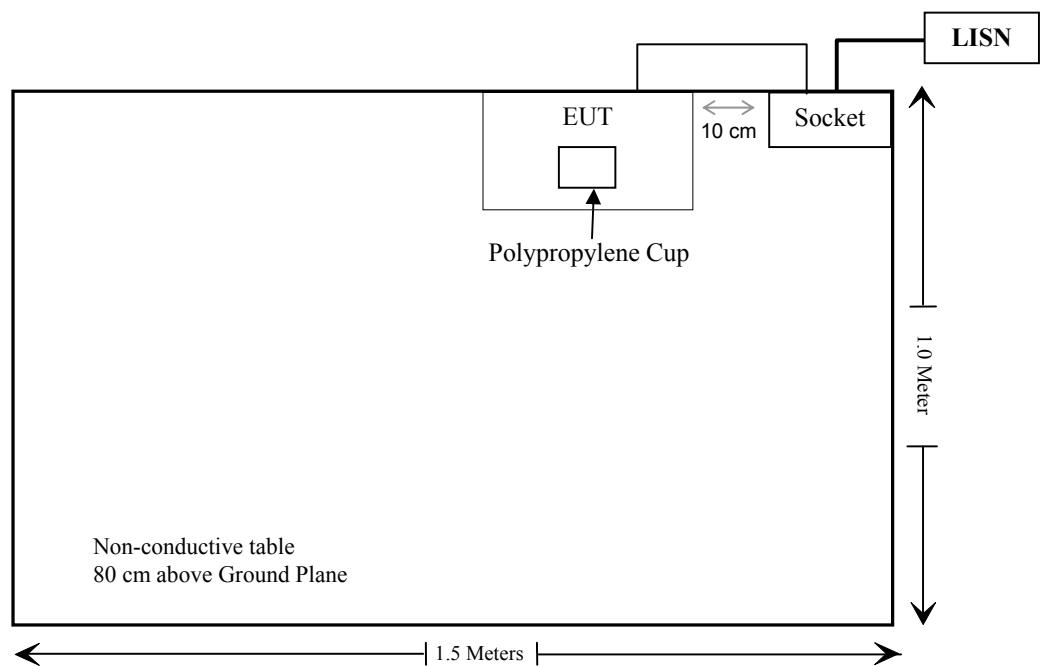 LISN
EUT
10 cm
Socket
Polypropylene Cup
1.0 Meter
Non-conductive table
80 cm above Ground Plane
1.5 Meters